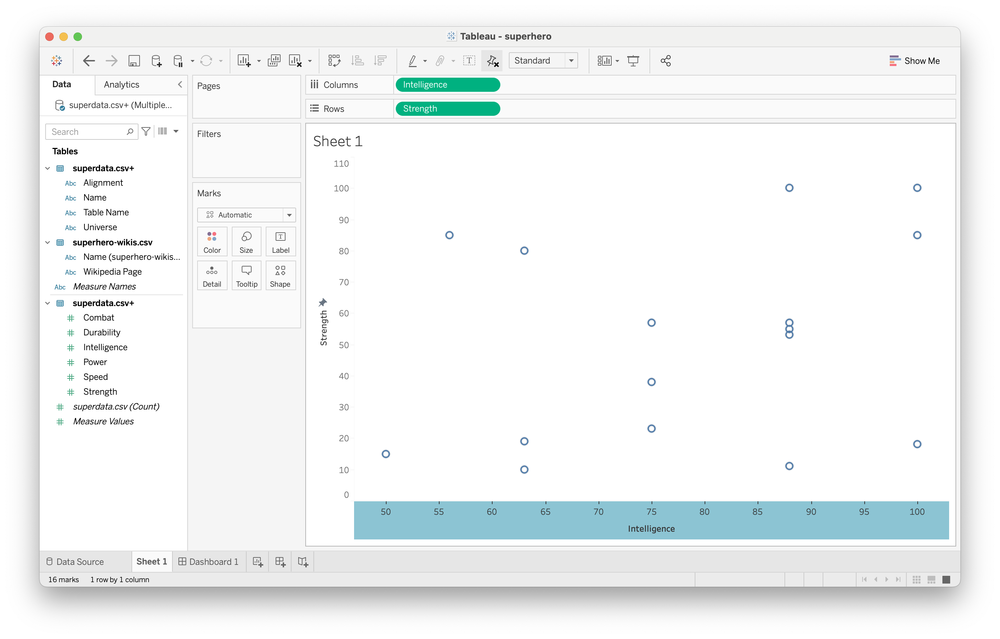 Tableau - superhero
Standard
Show Me
Data
Analytics
superdata.csv+ (Multiple...
Search
Tables
superdata.csv+
Abc Alignment
Abc Name
Abc Table Name
Abc Universe
superhero-wikis.csv
Abc Name (superhero-wikis...
Abc Wikipedia Page
Abc Measure Names
superdata.csv+
Combat
Durability
Intelligence
Power
Speed
Strength
superdata.csv (Count)
Measure Values
Pages
Filters
Marks
Automatic
Color
Size
T
Label
Detail
Tooltip
Shape
Columns
Intelligence
Rows
Strength
Sheet 1
110
100
90
80
70
60
50
40
30
20
10
0
Strength
50 55 60 65 70 75 80 85 90 95 100
Intelligence
Data Source
Sheet 1
Dashboard 1
16 marks
1 row by 1 column